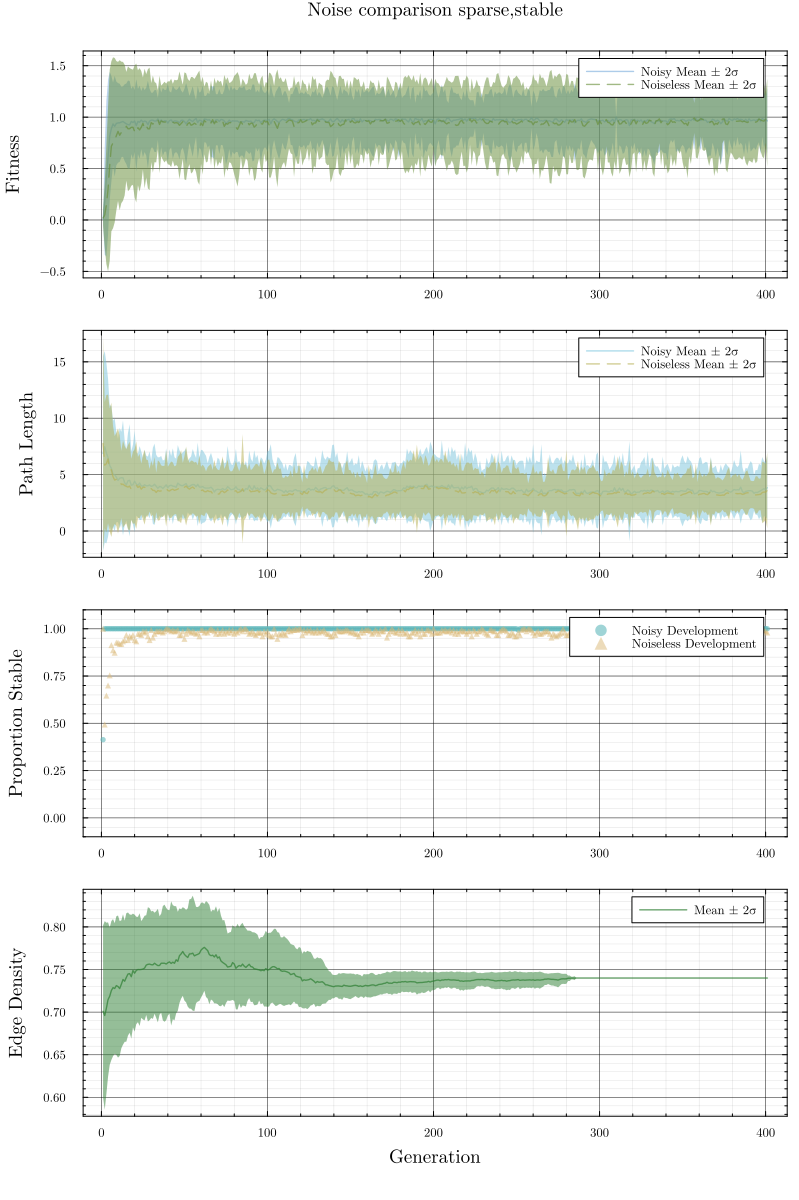 Noise comparison sparse,stable
Fitness
1.5
1.0
0.5
0.0
−0.5
Noisy Mean ± 2σ
Noiseless Mean ± 2σ
0 100 200 300 400
Path Length
15
10
5
0
Noisy Mean ± 2σ
Noiseless Mean ± 2σ
0 100 200 300 400
Proportion Stable
1.00
0.75
0.50
0.25
0.00
Noisy Development
Noiseless Development
0 100 200 300 400
Edge Density
0.80
0.75
0.70
0.65
0.60
Mean ± 2σ
0 100 200 300 400
Generation